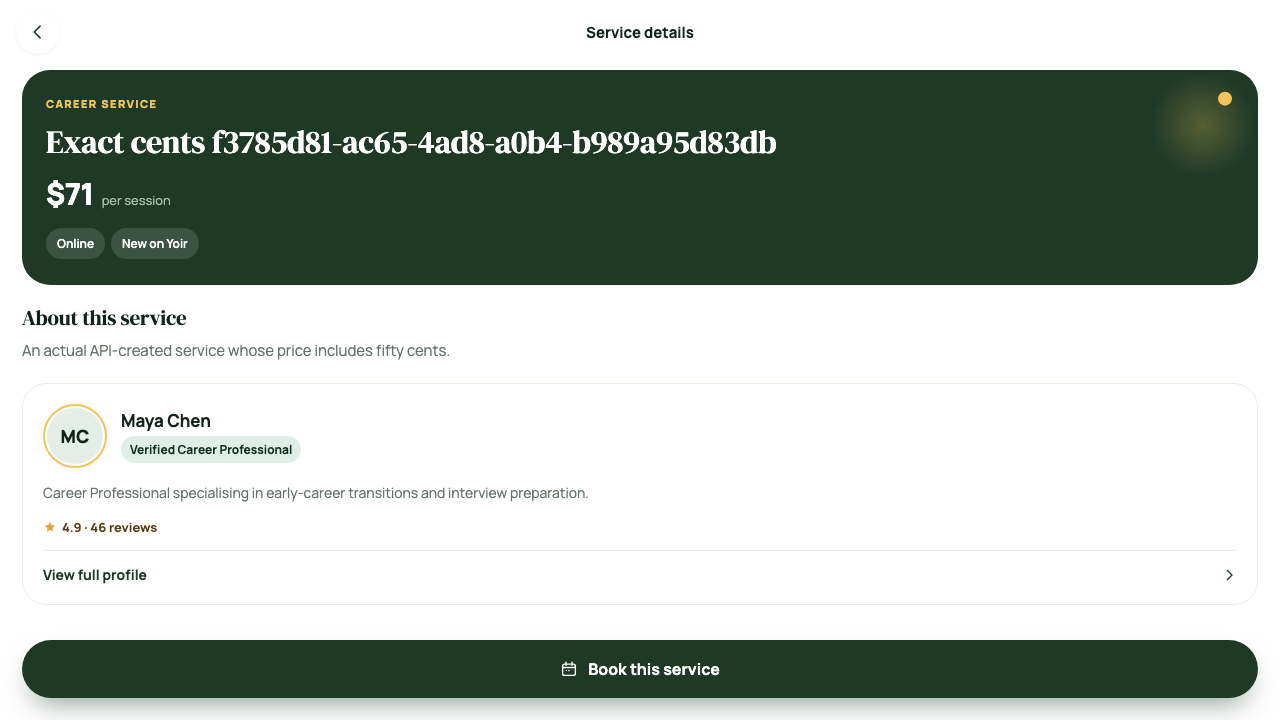 Service details
CAREER SERVICE
Exact cents f3785d81-ac65-4ad8-a0b4-b989a95d83db
$71 per session
Online New on Yoir
About this service
An actual API-created service whose price includes fifty cents.
MC
Maya Chen
Verified Career Professional
Career Professional specialising in early-career transitions and interview preparation.
4.9 · 46 reviews
View full profile
Book this service